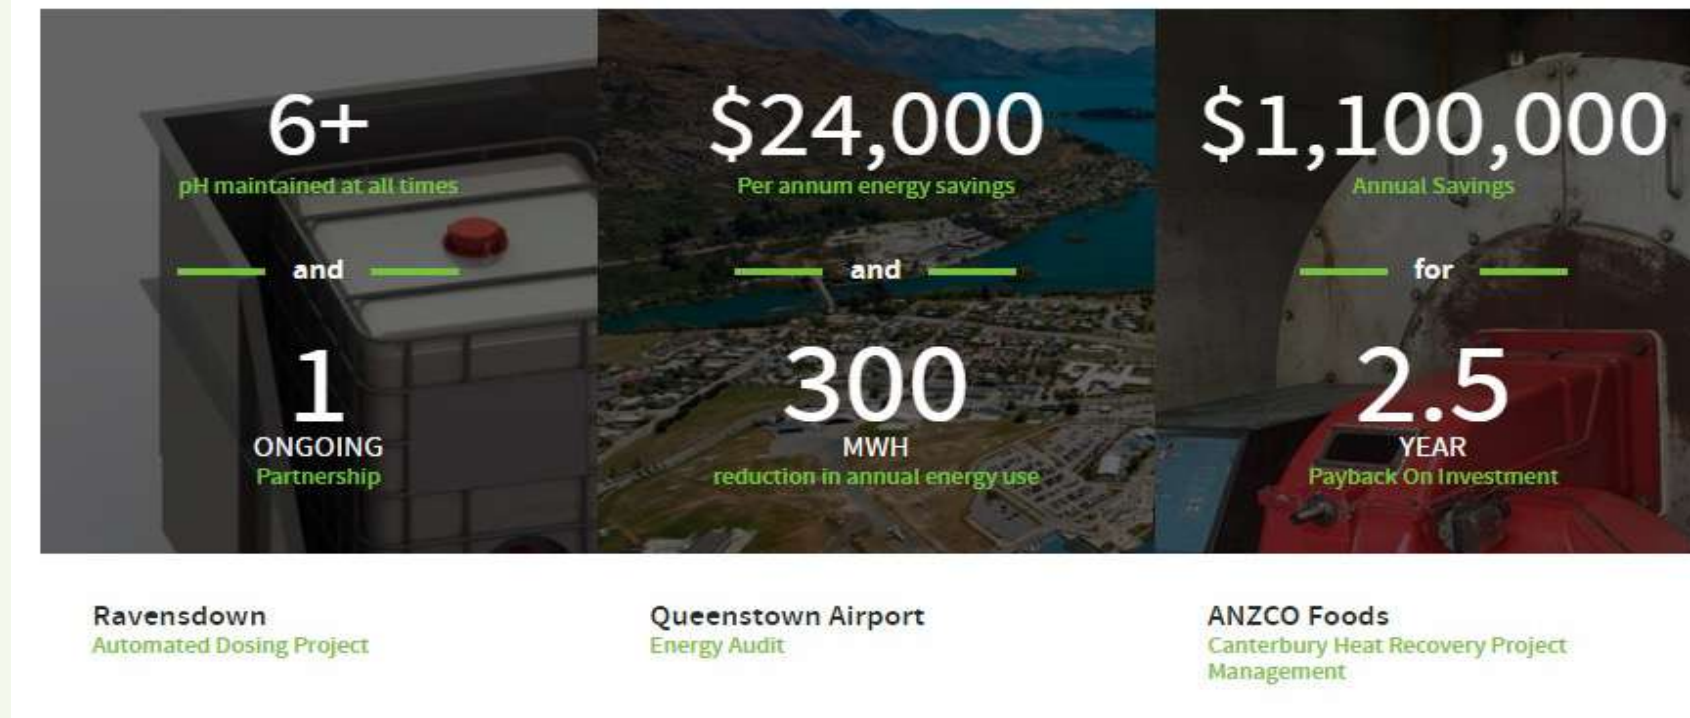 6+
pH maintained at all times
and
1
ONGOING
Partnership
Ravensdown
Automated Dosing Project
$24,000
Per annum energy savings
and
300
MWH
reduction in annual energy use
Queenstown Airport
Energy Audit
$1,100,000
Annual Savings
for
2.5
YEAR
Payback On Investment
ANZCO Foods
Canterbury Heat Recovery Project
Management